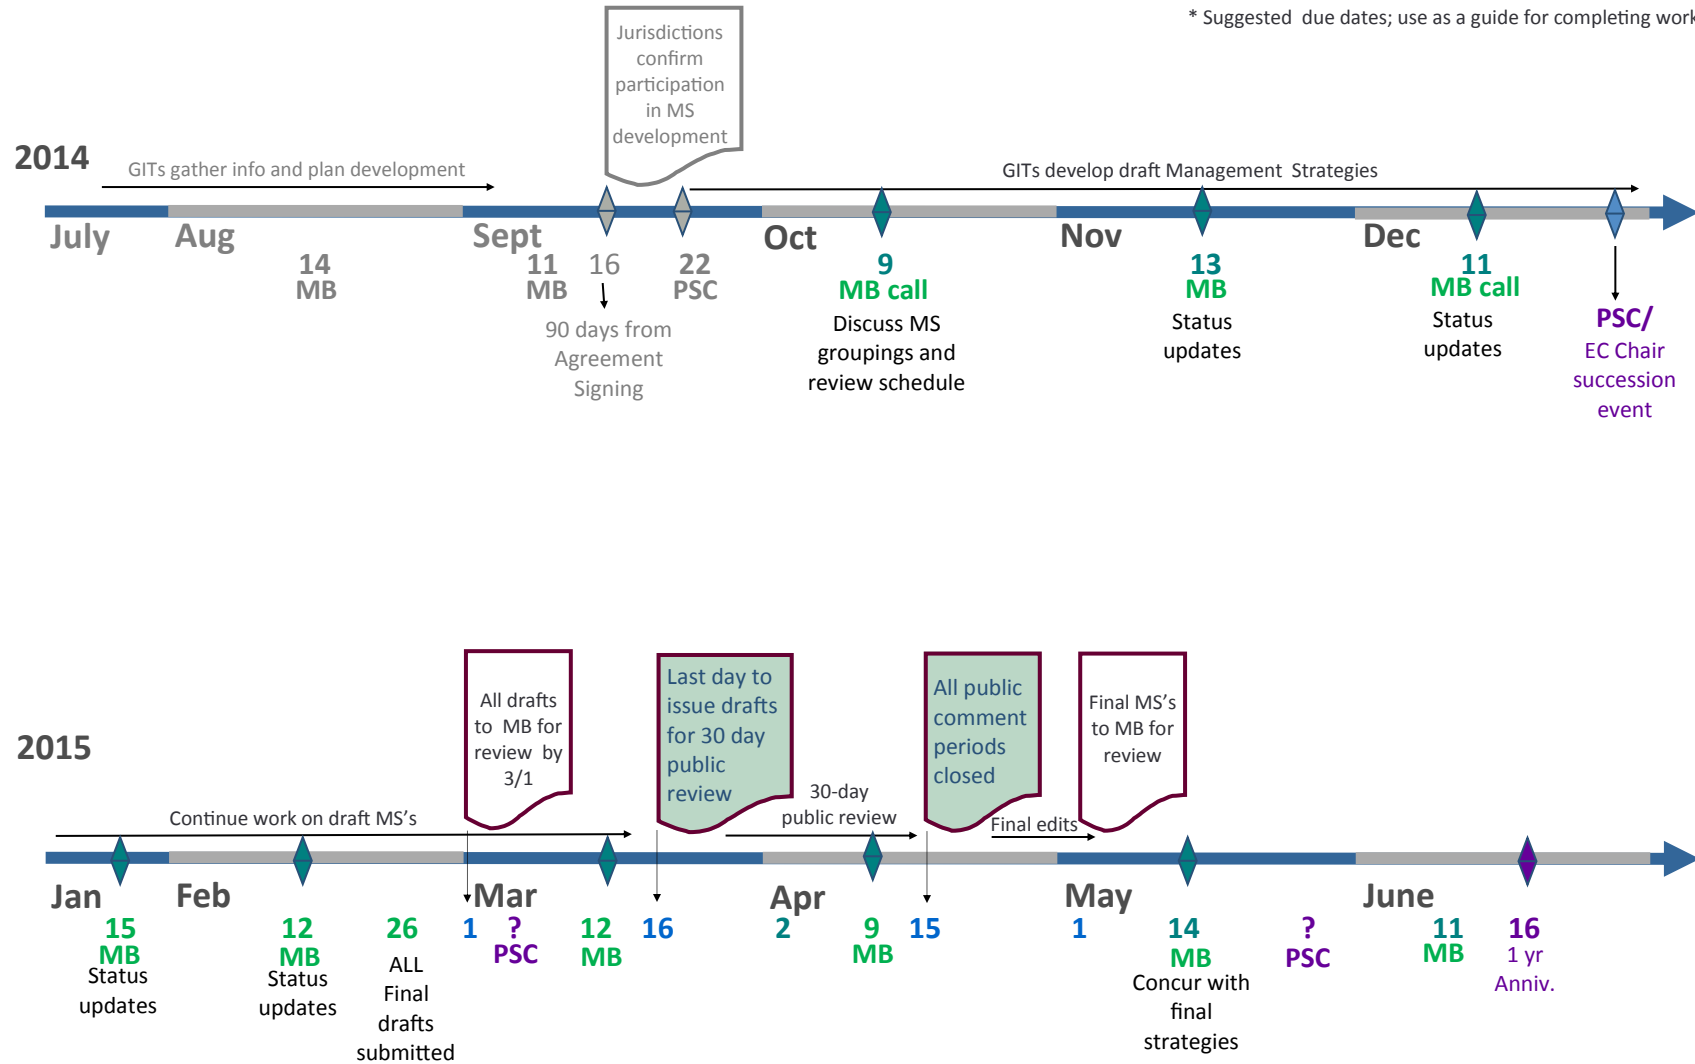 * Suggested due dates; use as a guide for completing work
Jurisdictions
confirm
participation
in MS
development
2014
GITs gather info and plan development
GITs develop draft Management Strategies
July
Aug
Sept
Oct
Nov
Dec
14
MB
11
MB
16
90 days from
Agreement
Signing
22
PSC
9
MB call
Discuss MS
groupings and
review schedule
13
MB
Status
updates
11
MB call
Status
updates
PSC/
EC Chair
succession
event
2015
All drafts
to MB for
review by
3/1
Last day to
issue drafts
for 30 day
public
review
All public
comment
periods
closed
Final MS's
to MB for
review
Continue work on draft MS's
30-day
public review
Final edits
Jan
Feb
Mar
Apr
May
June
15
MB
Status
updates
12
MB
Status
updates
26
ALL
Final
drafts
submitted
1
?
PSC
12
MB
16
2
9
MB
15
1
14
MB
Concur with
final
strategies
?
PSC
11
MB
16
1 yr
Anniv.